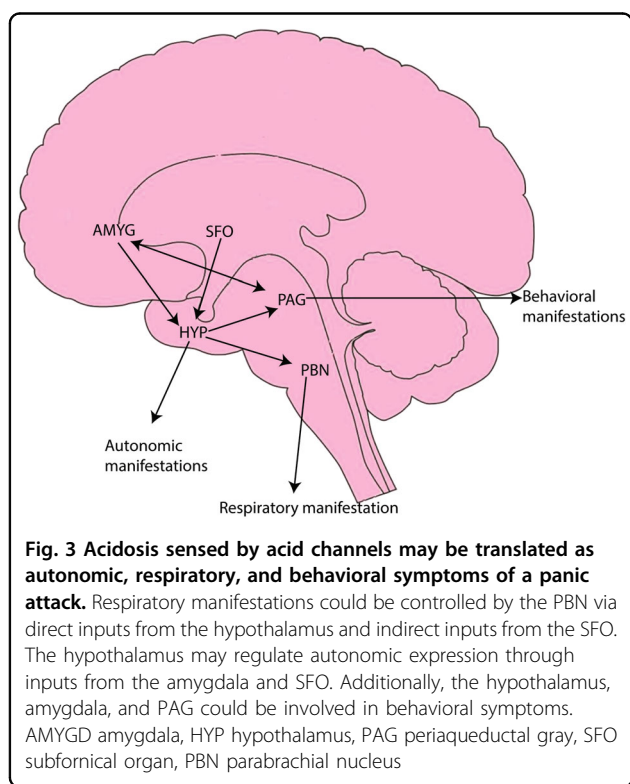 AMYG
SFO
PAG
Behavioral
manifestations
HYP
PBN
Autonomic
manifestations
Respiratory manifestation
Fig. 3 Acidosis sensed by acid channels may be translated as
autonomic, respiratory, and behavioral symptoms of a panic
attack. Respiratory manifestations could be controlled by the PBN via
direct inputs from the hypothalamus and indirect inputs from the SFO.
The hypothalamus may regulate autonomic expression through
inputs from the amygdala and SFO. Additionally, the hypothalamus,
amygdala, and PAG could be involved in behavioral symptoms.
AMYGD amygdala, HYP hypothalamus, PAG periaqueductal gray, SFO
subfornical organ, PBN parabrachial nucleus